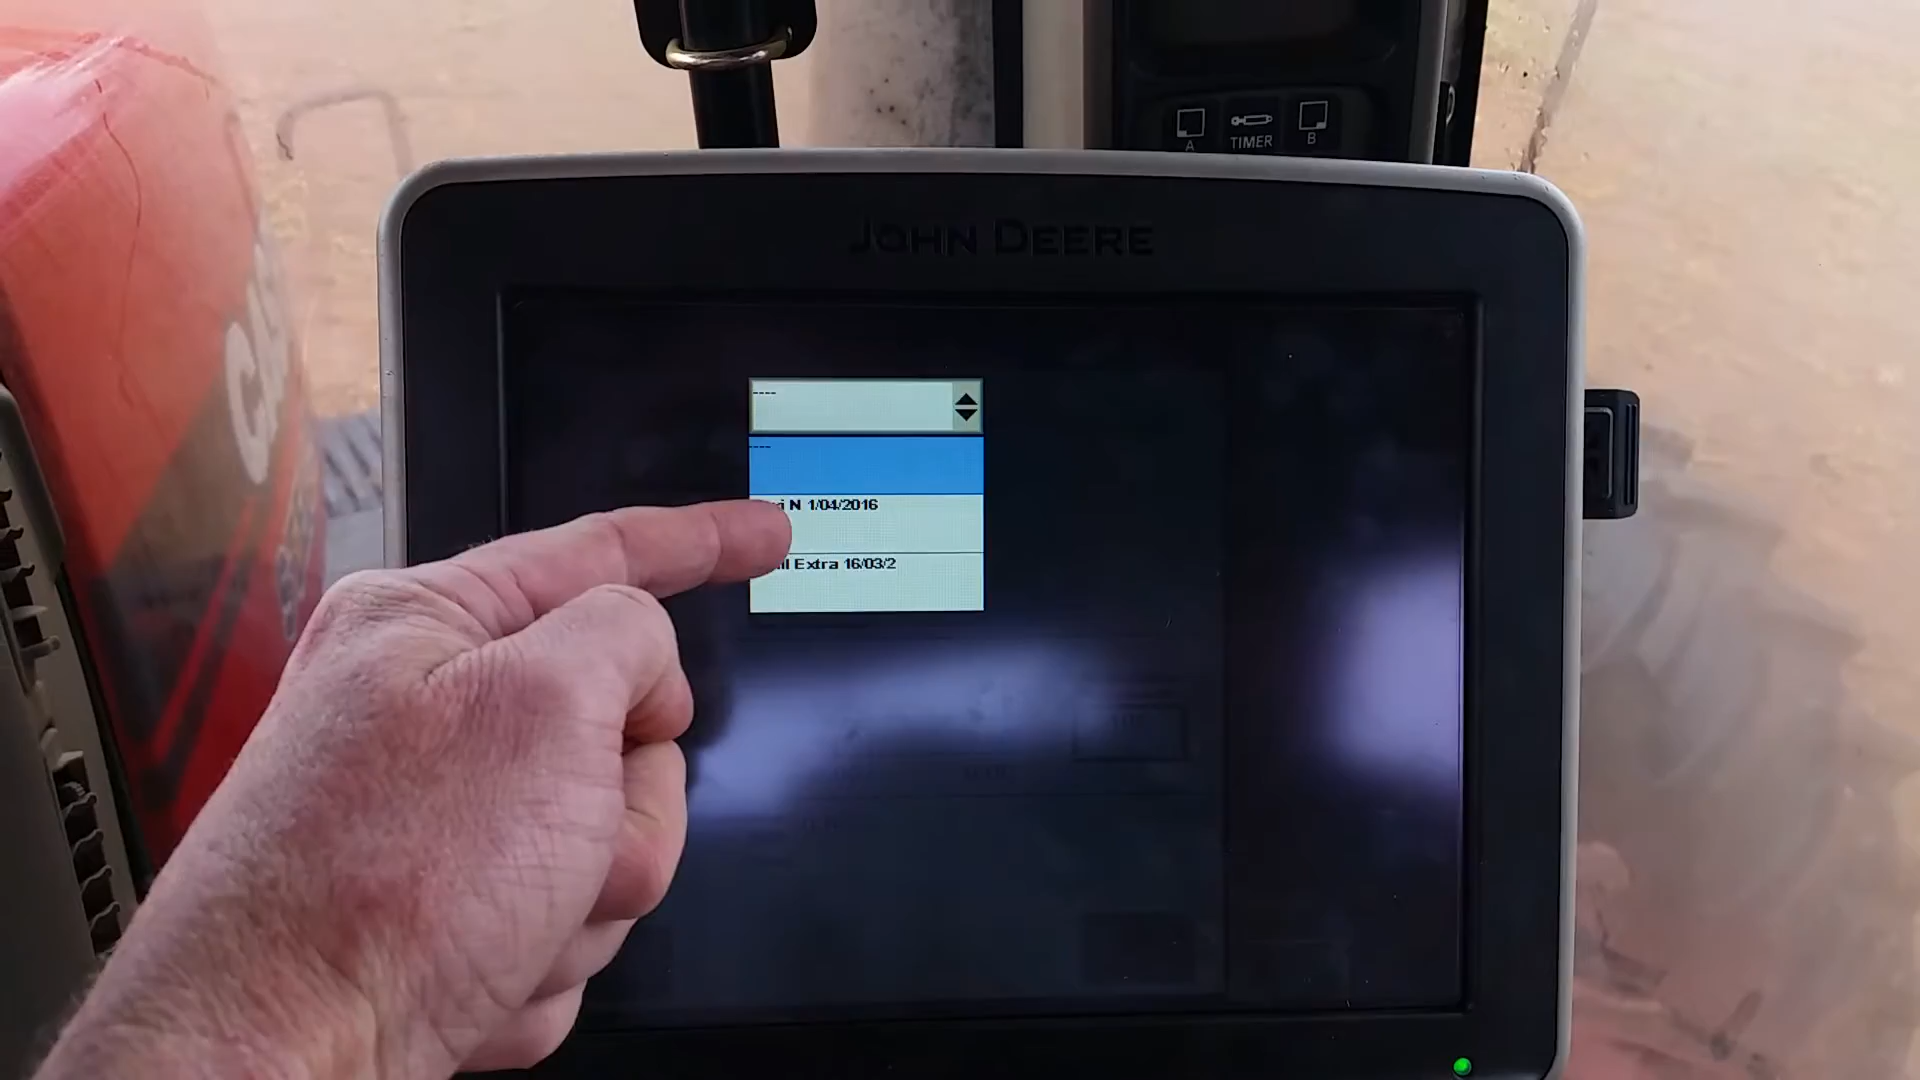 A
TIMER
B
JOHN DEERE
----
----
N 1/04/2016
Extra 16/03/2